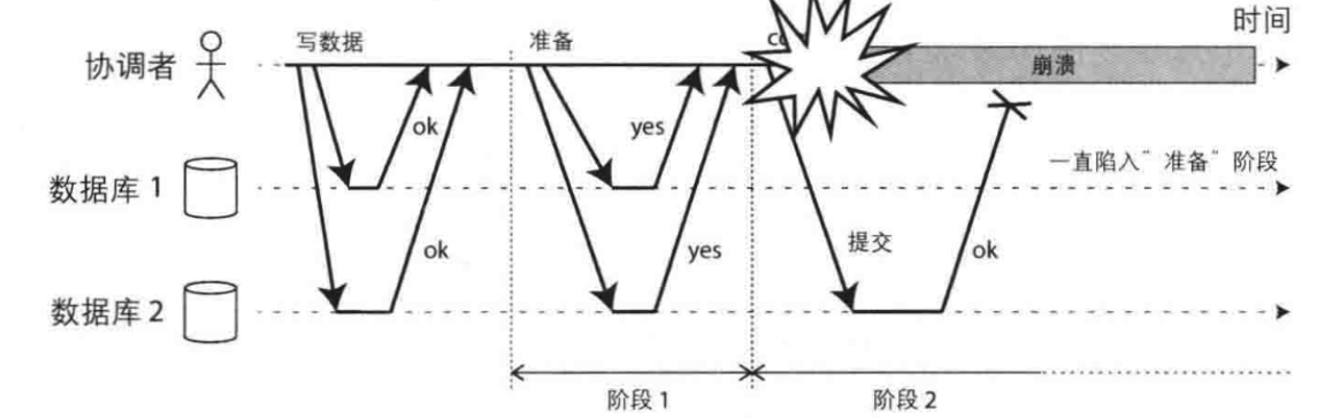 时间
协调者
写数据
准备
崩溃
ok
yes
一直陷入"准备"阶段
数据库 1
ok
yes
提交
ok
数据库 2
阶段 1
阶段 2